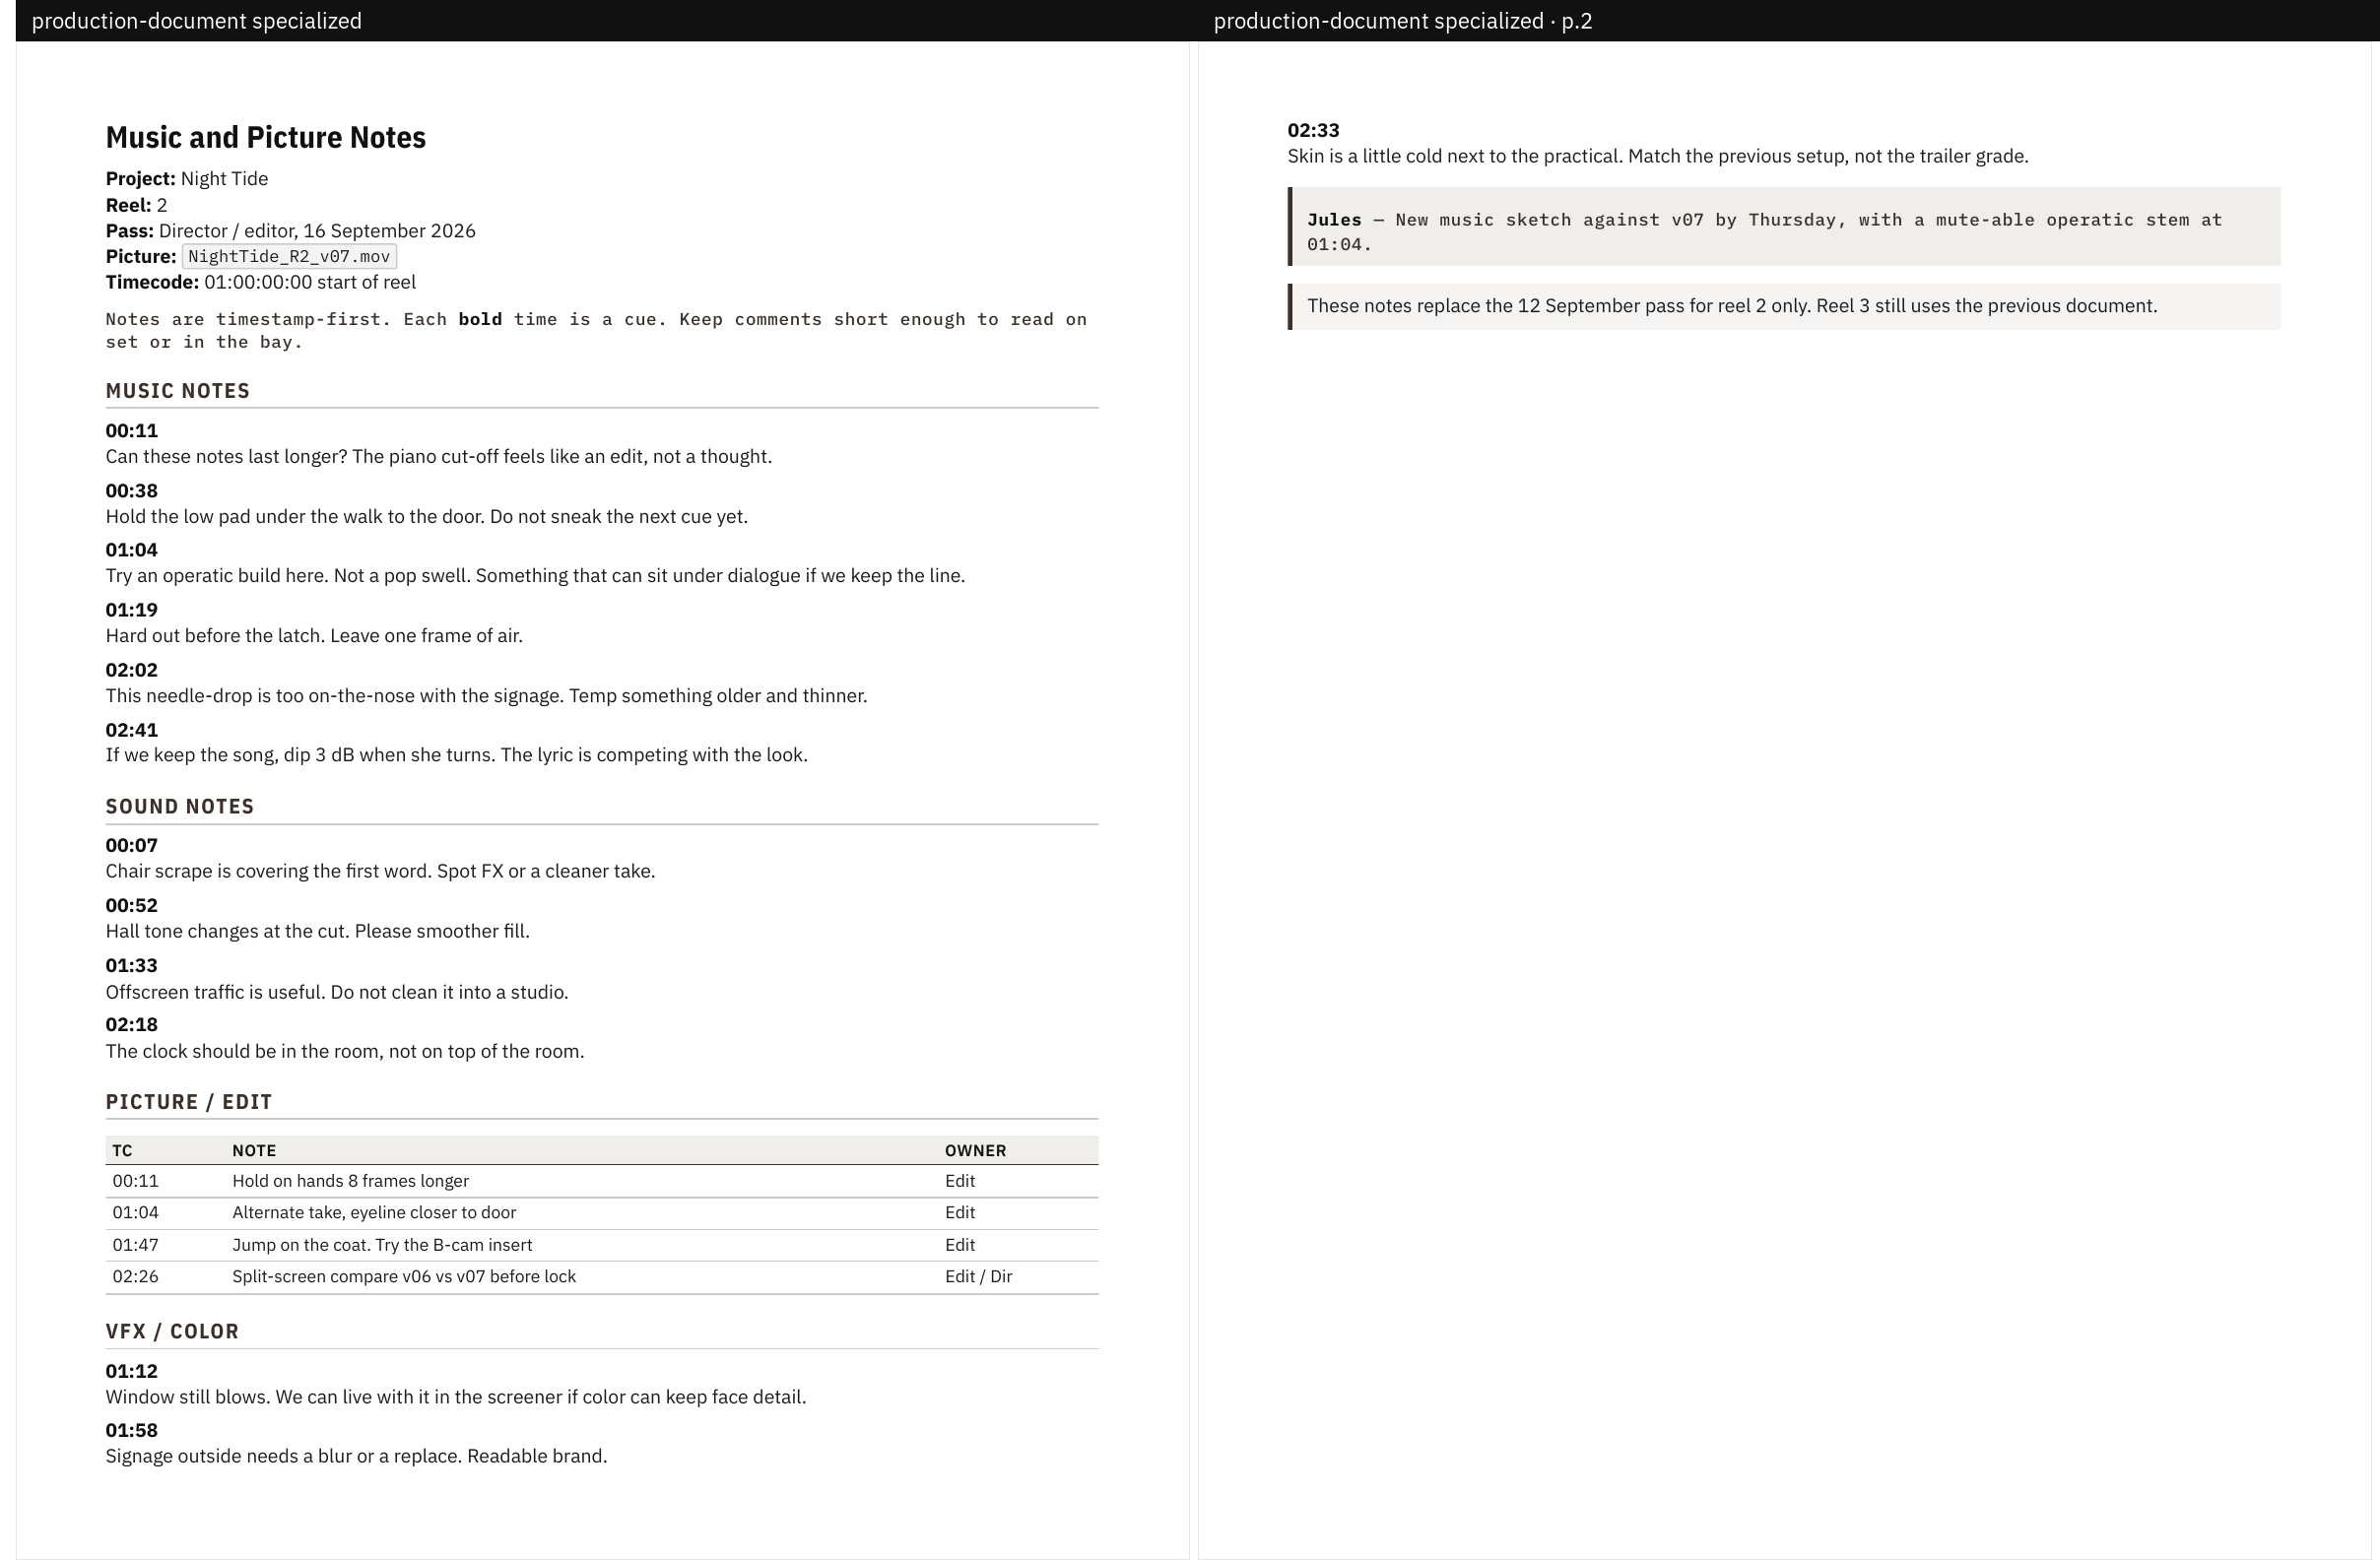 production-document specialized
Music and Picture Notes
Project: Night Tide
Reel: 2
Pass: Director / editor, 16 September 2026
Picture: NightTide_R2_v07.mov
Timecode: 01:00:00:00 start of reel
Notes are timestamp-first. Each bold time is a cue. Keep comments short enough to read on
set or in the bay.
MUSIC NOTES
00:11
Can these notes last longer? The piano cut-off feels like an edit, not a thought.
00:38
Hold the low pad under the walk to the door. Do not sneak the next cue yet.
01:04
Try an operatic build here. Not a pop swell. Something that can sit under dialogue if we keep the line.
01:19
Hard out before the latch. Leave one frame of air.
02:02
This needle-drop is too on-the-nose with the signage. Temp something older and thinner.
02:41
If we keep the song, dip 3 dB when she turns. The lyric is competing with the look.
SOUND NOTES
00:07
Chair scrape is covering the first word. Spot FX or a cleaner take.
00:52
Hall tone changes at the cut. Please smoother fill.
01:33
Offscreen traffic is useful. Do not clean it into a studio.
02:18
The clock should be in the room, not on top of the room.
PICTURE / EDIT
TC NOTE OWNER
00:11 Hold on hands 8 frames longer Edit
01:04 Alternate take, eyeline closer to door Edit
01:47 Jump on the coat. Try the B-cam insert Edit
02:26 Split-screen compare v06 vs v07 before lock Edit / Dir
VFX / COLOR
01:12
Window still blows. We can live with it in the screener if color can keep face detail.
01:58
Signage outside needs a blur or a replace. Readable brand.
production-document specialized · p.2
02:33
Skin is a little cold next to the practical. Match the previous setup, not the trailer grade.
Jules — New music sketch against v07 by Thursday, with a mute-able operatic stem at
01:04.
These notes replace the 12 September pass for reel 2 only. Reel 3 still uses the previous document.